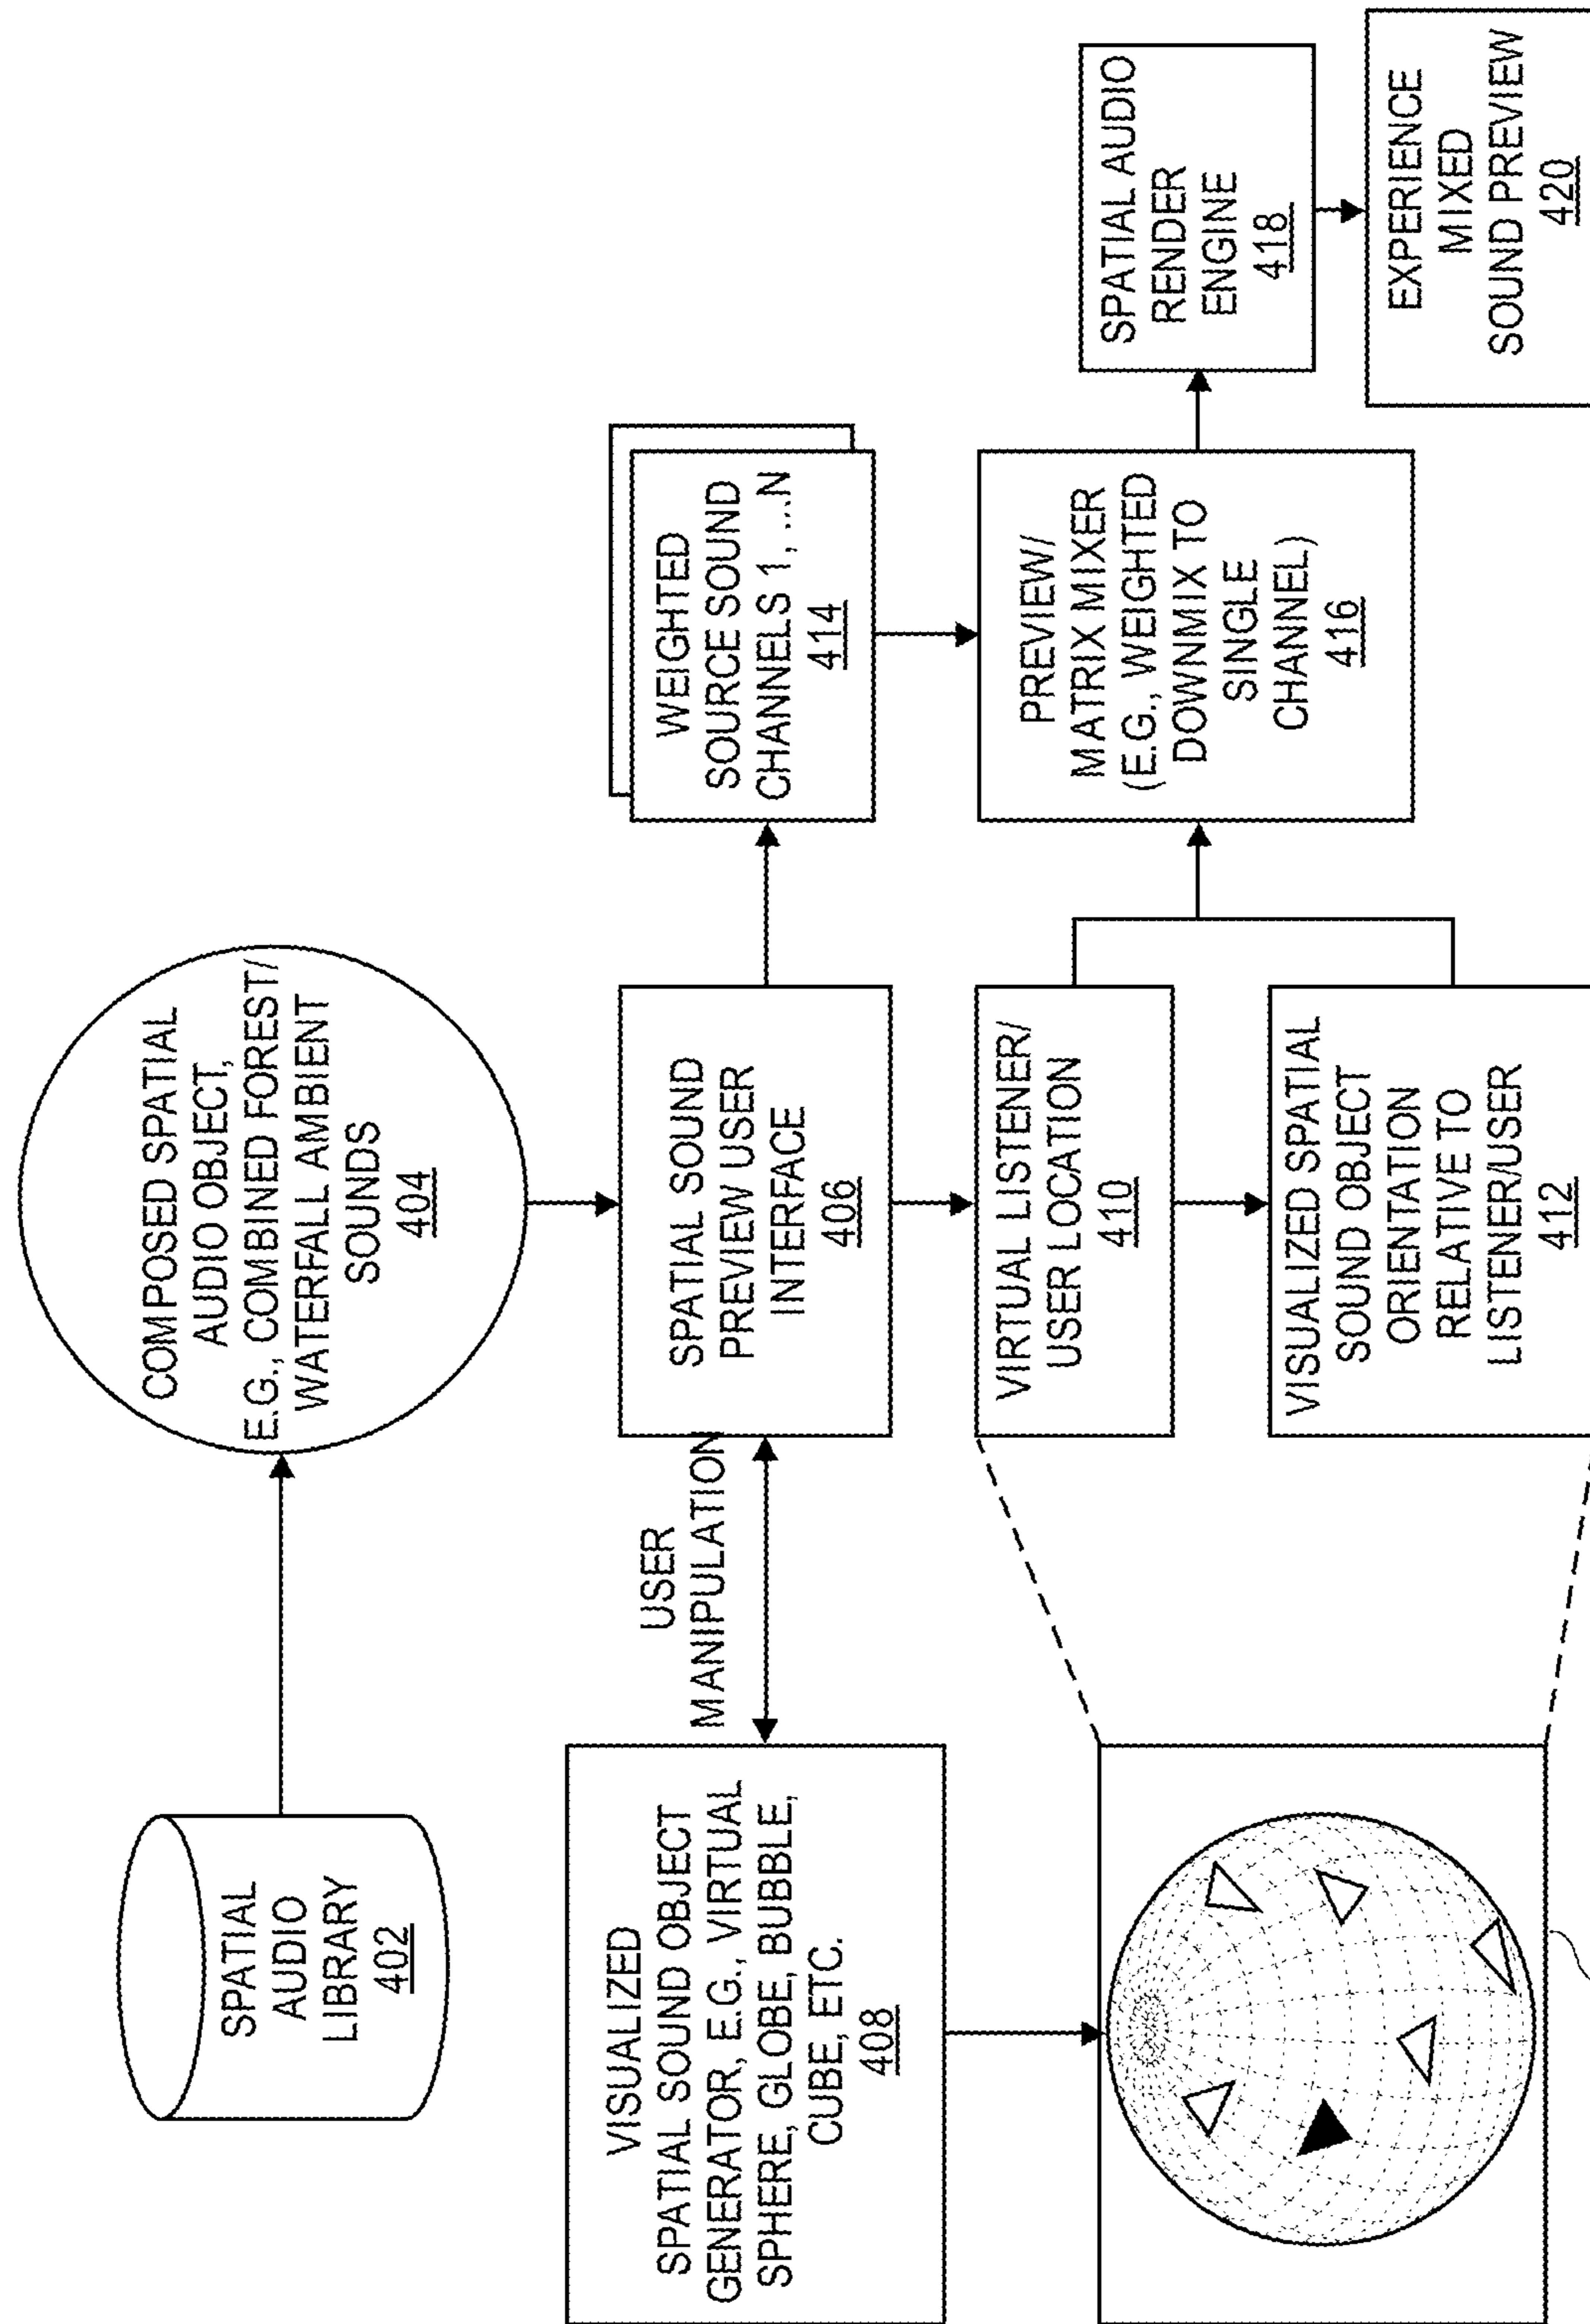 SPATIAL
AUDIO
LIBRARY
402
COMPOSED SPATIAL
AUDIO OBJECT,
E.G., COMBINED FOREST/
WATERFALL AMBIENT
SOUNDS
404
VISUALIZED
SPATIAL SOUND OBJECT
GENERATOR, E.G., VIRTUAL
SPHERE, GLOBE, BUBBLE,
CUBE, ETC.
408
USER
MANIPULATION
SPATIAL SOUND
PREVIEW USER
INTERFACE
406
WEIGHTED
SOURCE SOUND
CHANNELS 1, ...N
414
VIRTUAL LISTENER/
USER LOCATION
410
VISUALIZED SPATIAL
SOUND OBJECT
ORIENTATION
RELATIVE TO
LISTENER/USER
412
PREVIEW/
MATRIX MIXER
(E.G., WEIGHTED
DOWNMIX TO
SINGLE
CHANNEL)
416
SPATIAL AUDIO
RENDER
ENGINE
418
EXPERIENCE
MIXED
SOUND PREVIEW
420